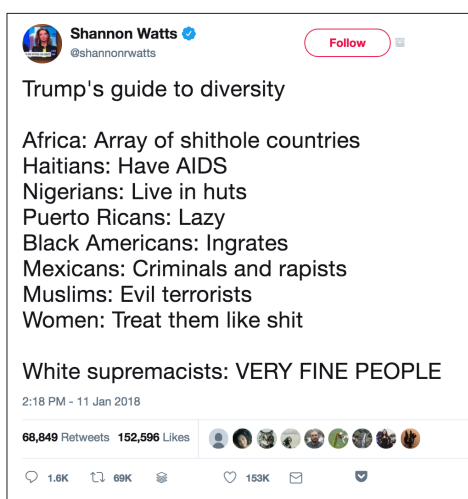 Shannon Watts
@shannonrwatts
Follow
Trump's guide to diversity
Africa: Array of shithole countries
Haitians: Have AIDS
Nigerians: Live in huts
Puerto Ricans: Lazy
Black Americans: Ingrates
Mexicans: Criminals and rapists
Muslims: Evil terrorists
Women: Treat them like shit
White supremacists: VERY FINE PEOPLE
2:18 PM - 11 Jan 2018
68,849 Retweets 152,596 Likes
1.6K 69K 153K